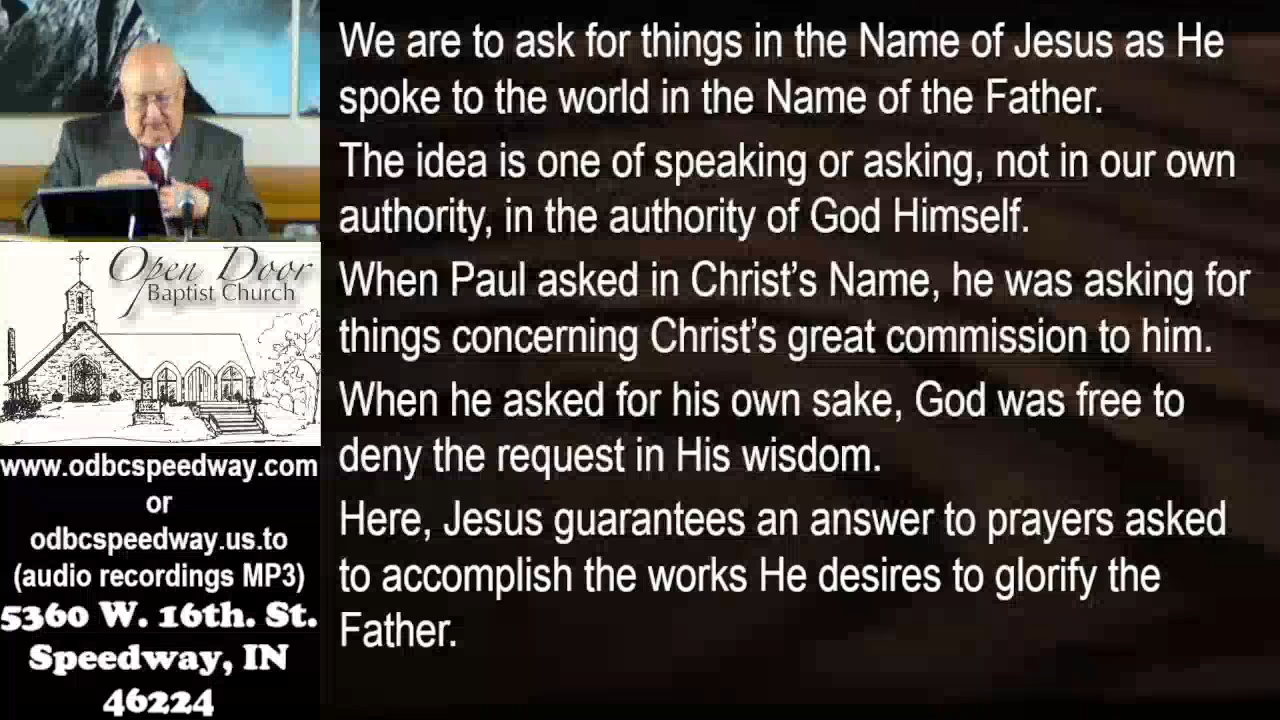 We are to ask for things in the Name of Jesus as He
spoke to the world in the Name of the Father.
The idea is one of speaking or asking, not in our own
authority, in the authority of God Himself.
When Paul asked in Christ's Name, he was asking for
things concerning Christ's great commission to him.
When he asked for his own sake, God was free to
deny the request in His wisdom.
Here, Jesus guarantees an answer to prayers asked
to accomplish the works He desires to glorify the
Father.
Open Door
Baptist Church
www.odbcspeedway.com
or
odbcspeedway.us.to
(audio recordings MP3)
5360 W. 16th. St.
Speedway, IN
46224